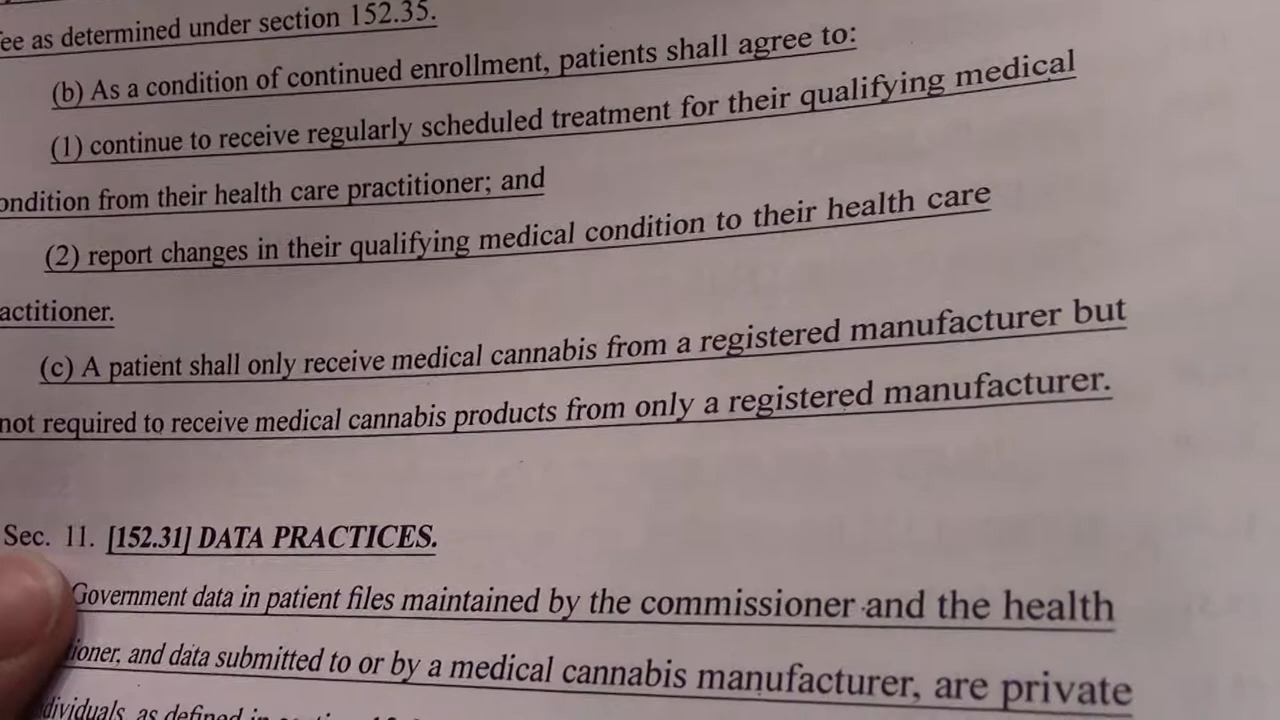 ee as determined under section 152.35.
(b) As a condition of continued enrollment, patients shall agree to:
(1) continue to receive regularly scheduled treatment for their qualifying medical
ondition from their health care practitioner; and
(2) report changes in their qualifying medical condition to their health care
actitioner.
(c) A patient shall only receive medical cannabis from a registered manufacturer but
not required to receive medical cannabis products from only a registered manufacturer.
Sec. 11. [152.31] DATA PRACTICES.
Government data in patient files maintained by the commissioner and the health
ioner, and data submitted to or by a medical cannabis manufacturer, are private
dividuals, as defined in